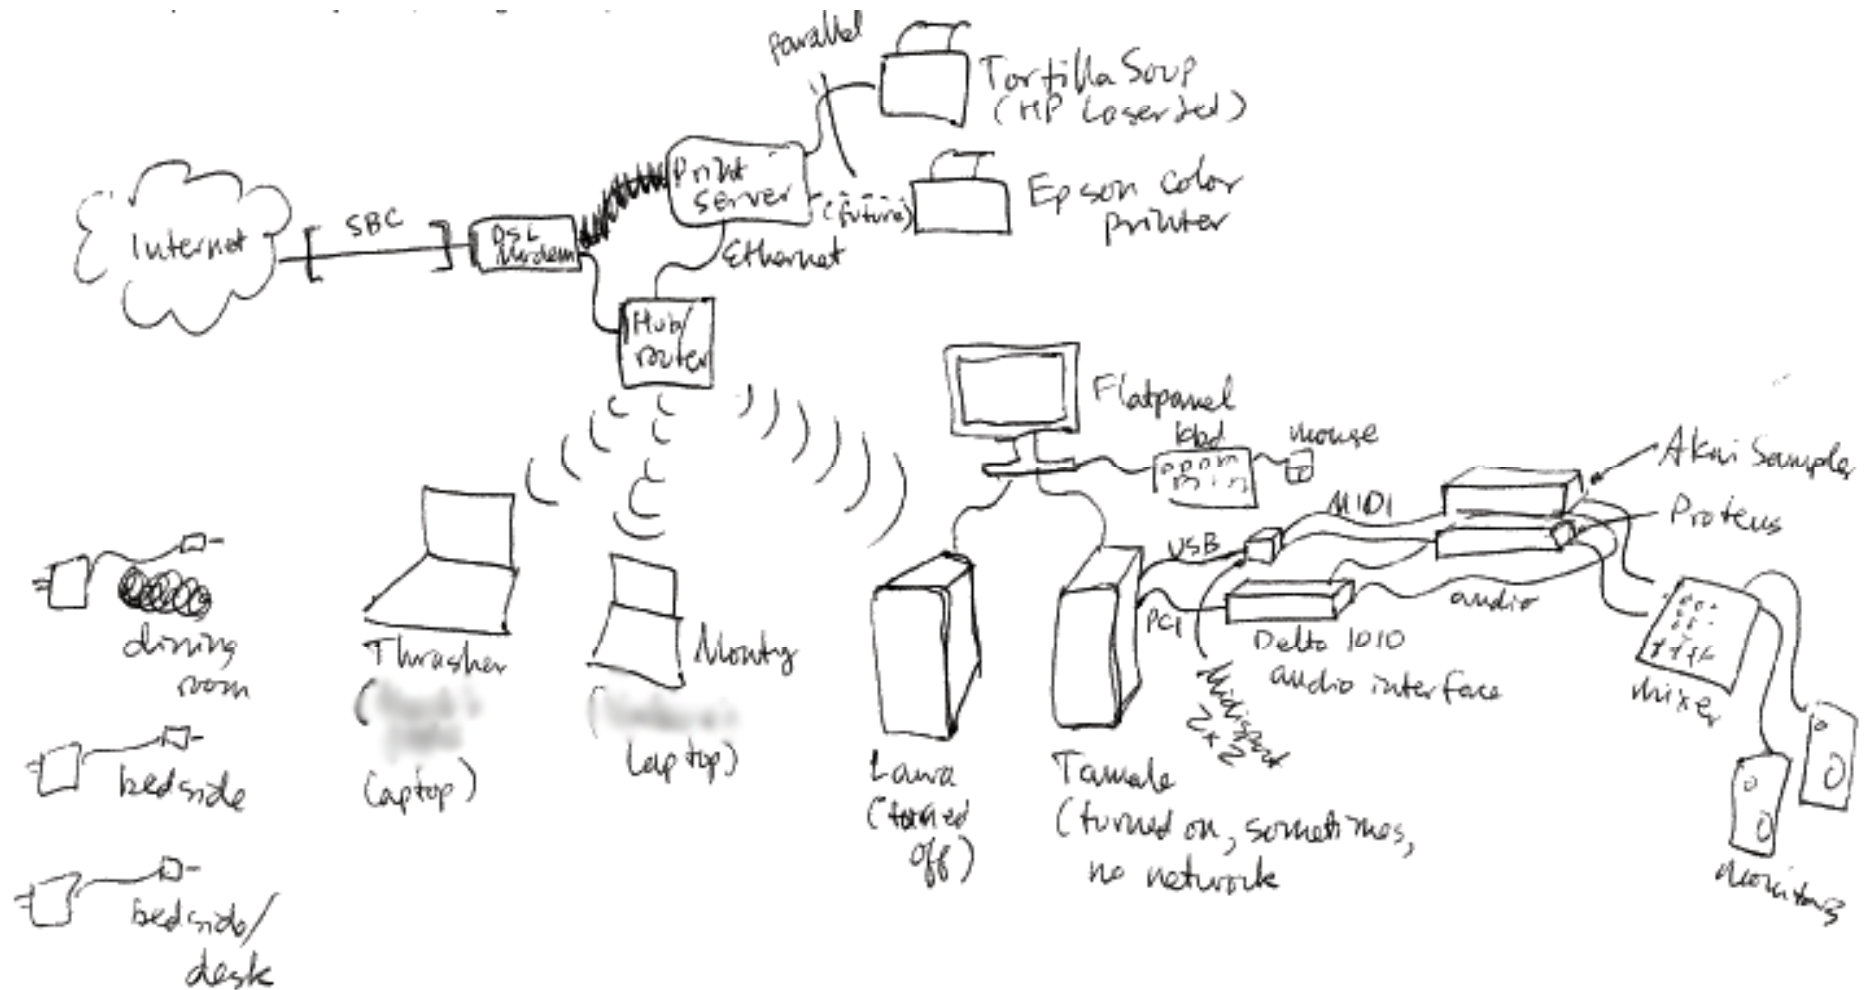 parallel
Tortilla Soup
(HP LaserJet)
Print
Server
(future)
Epson color
printer
Internet
SBC
DSL
Modem
Ethernet
Hub/
router
Flatpanel
kbd
mouse
Akai Sampler
Proteus
MIDI
USB
PCI
audio
Delta 1010
audio interface
Midisport
2x2
mixer
monitors
dining
room
Thrasher
(
laptop)
Monty
(
laptop)
bedside
bedside/
desk
Lava
(turned
off)
Tamale
(turned on, sometimes,
no network